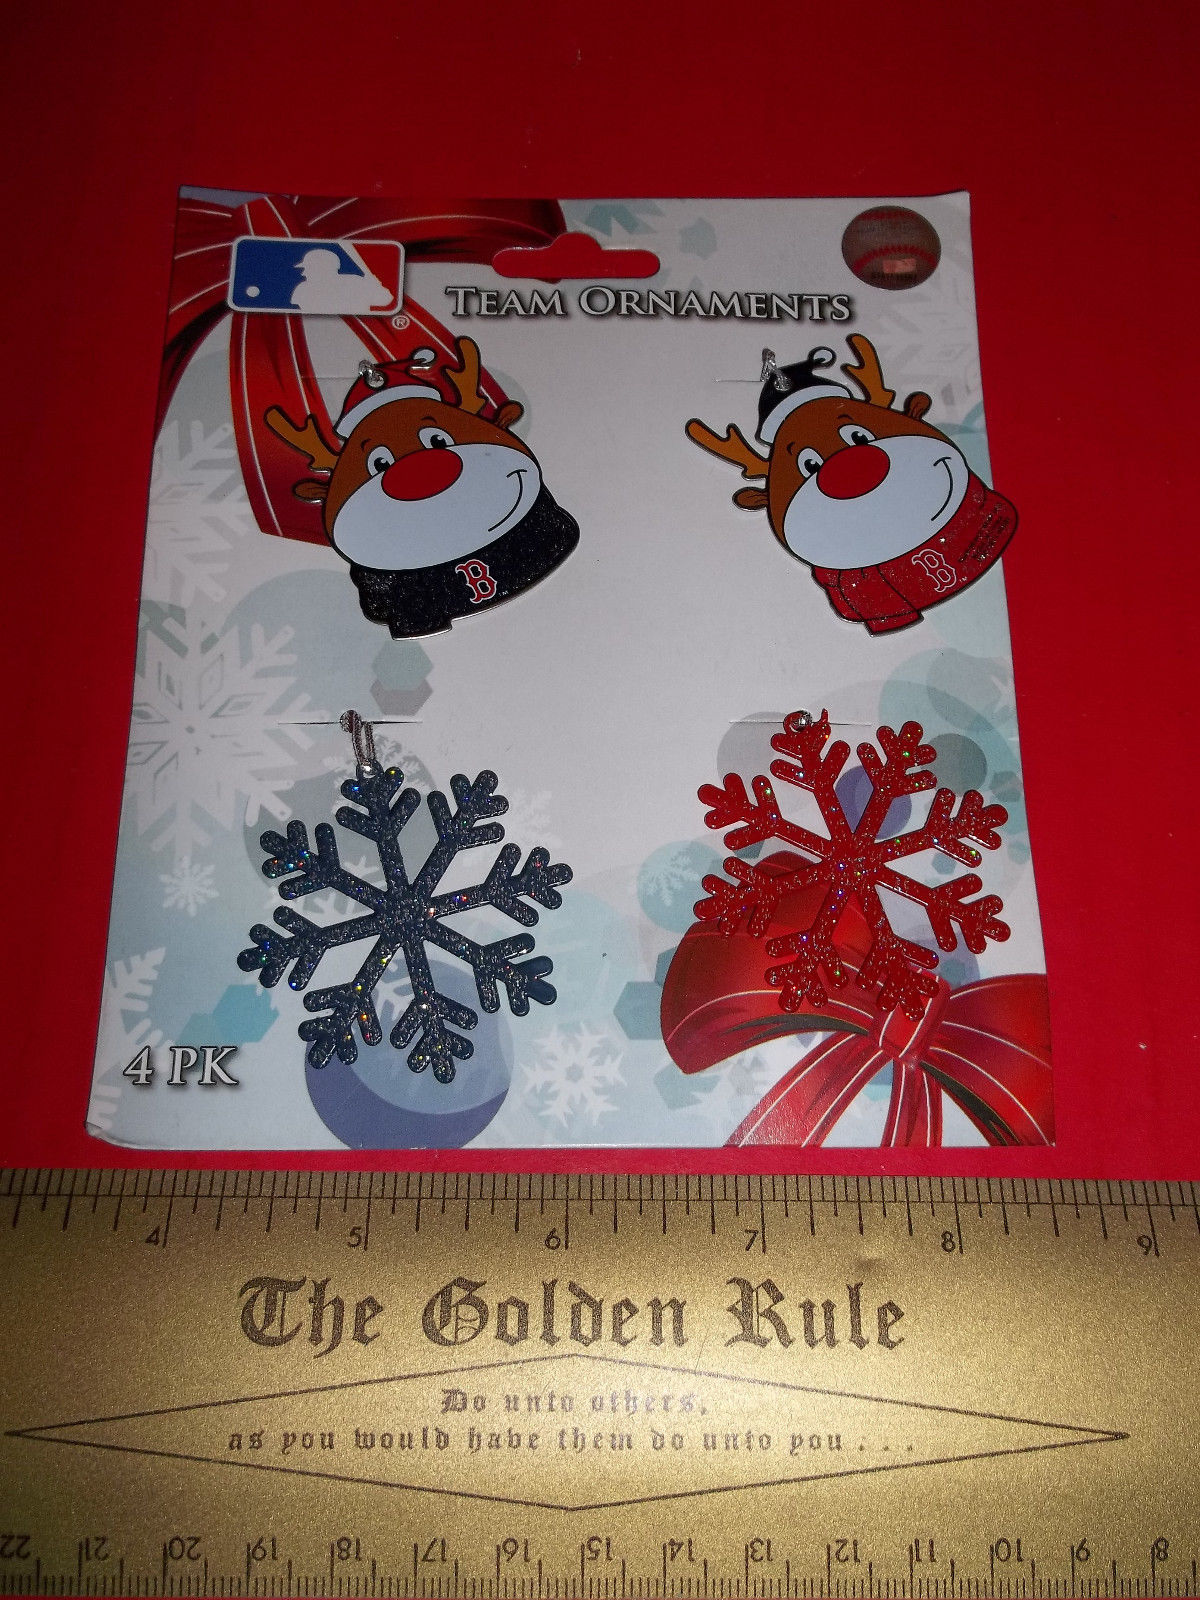 TEAM ORNAMENTS
®
B
B
4 PK
4 5 6 7 8 9
The Golden Rule
Do unto others,
as you would have them do unto you...
22 21 20 19 18 17 16 15 14 13 12 11 10 9 8